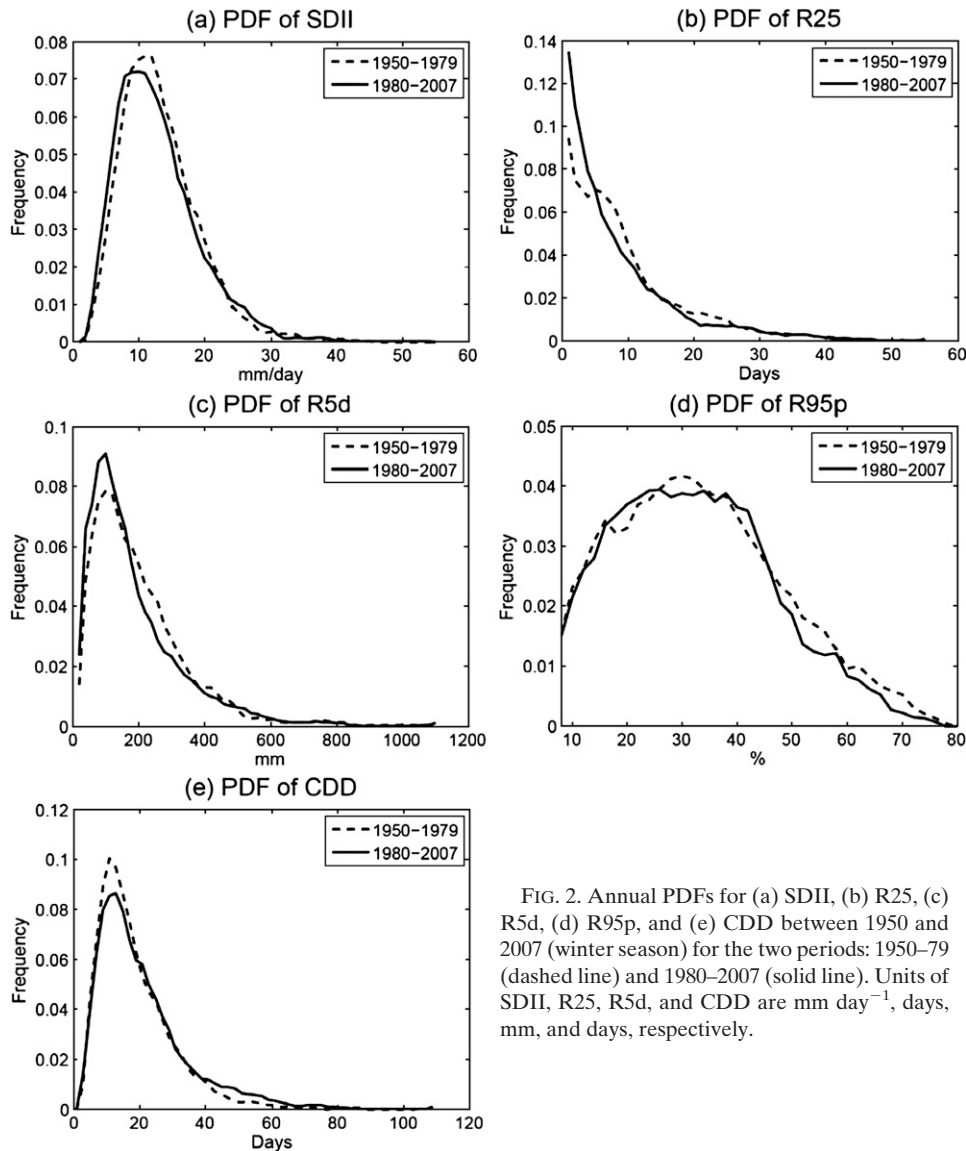 (a) PDF of SDII
0.08
0.07
0.06
0.05
0.04
0.03
0.02
0.01
0
Frequency
1950−1979
1980−2007
0 10 20 30 40 50 60
mm/day
(b) PDF of R25
0.14
0.12
0.1
0.08
0.06
0.04
0.02
0
Frequency
1950−1979
1980−2007
0 10 20 30 40 50 60
Days
(c) PDF of R5d
0.1
0.08
0.06
0.04
0.02
0
Frequency
1950−1979
1980−2007
0 200 400 600 800 1000 1200
mm
(d) PDF of R95p
0.05
0.04
0.03
0.02
0.01
0
Frequency
1950−1979
1980−2007
10 20 30 40 50 60 70 80
%
(e) PDF of CDD
0.12
0.1
0.08
0.06
0.04
0.02
0
Frequency
1950−1979
1980−2007
0 20 40 60 80 100 120
Days
FIG. 2. Annual PDFs for (a) SDII, (b) R25, (c)
R5d, (d) R95p, and (e) CDD between 1950 and
2007 (winter season) for the two periods: 1950–79
(dashed line) and 1980–2007 (solid line). Units of
SDII, R25, R5d, and CDD are mm day⁻¹, days,
mm, and days, respectively.